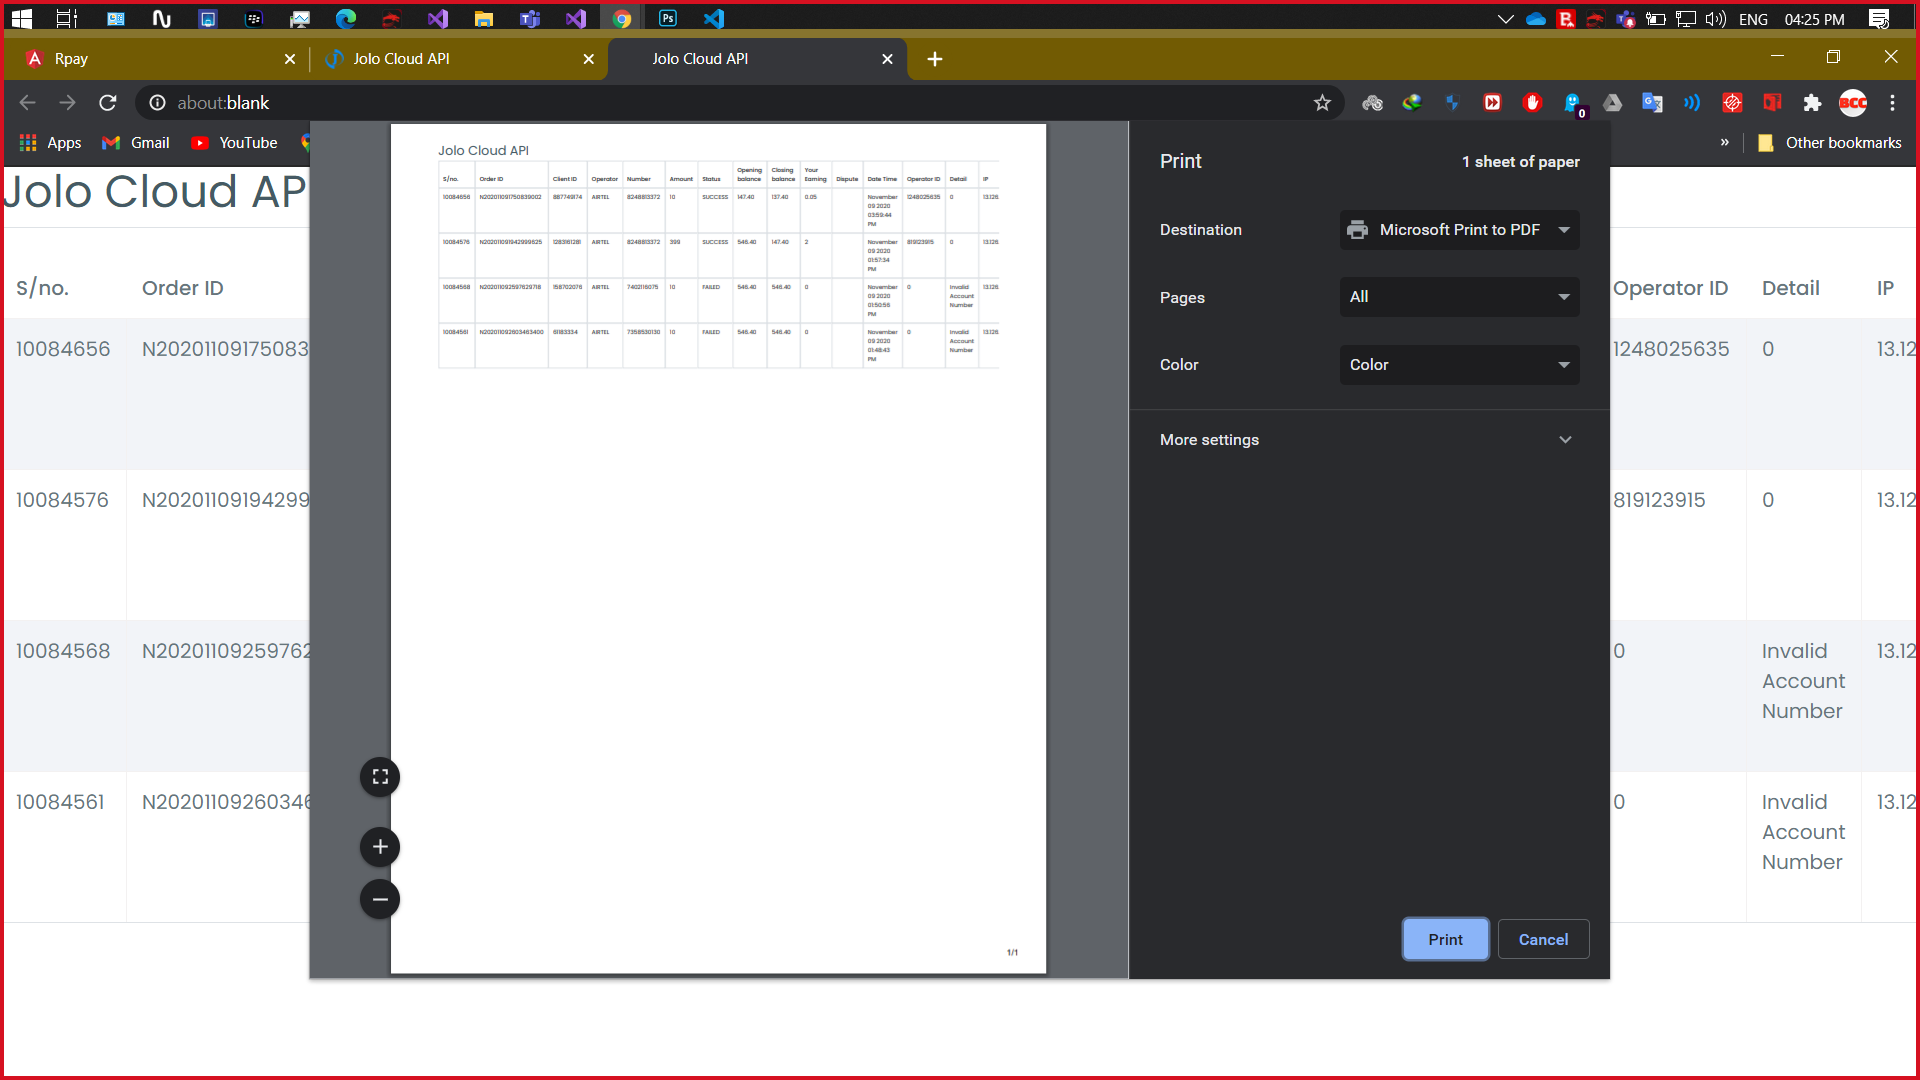 ENG 04:25 PM
Rpay
Jolo Cloud API
Jolo Cloud API
about:blank
0
BCC
Apps
Gmail
YouTube
»
Other bookmarks
Jolo Cloud AP
S/no. Order ID
10084656 N20201109175083
10084576 N20201109194299
10084568 N2020110925976
10084561 N2020110926034
Jolo Cloud API
S/no. Order ID Client ID Operator Number Amount Status Opening balance Closing balance Your Earning Dispute Date Time Operator ID Detail IP
10084656 N202011091750839002 887749174 AIRTEL 8248813372 10 SUCCESS 147.40 137.40 0.05 November 09 2020 03:59:44 PM 1248025635 0 13.126
10084576 N202011091942999625 AIRTEL 8248813372 399 SUCCESS 546.40 147.40 2 November 09 2020 01:57:34 PM 819123915 0 13.126
10084568 N202011092597629718 158702076 AIRTEL 7402116075 10 FAILED 546.40 546.40 0 November 09 2020 01:50:56 PM 0 Invalid Account Number 13.126
10084561 N202011092603463400 61183334 AIRTEL 7358530130 10 FAILED 546.40 546.40 0 November 09 2020 01:48:43 PM 0 Invalid Account Number 13.126
1/1
Print
1 sheet of paper
Destination
Microsoft Print to PDF
Pages
All
Color
Color
More settings
Print
Cancel
Operator ID Detail IP
1248025635 0 13.12
819123915 0 13.12
0 Invalid 13.12
Account
Number
0 Invalid 13.12
Account
Number